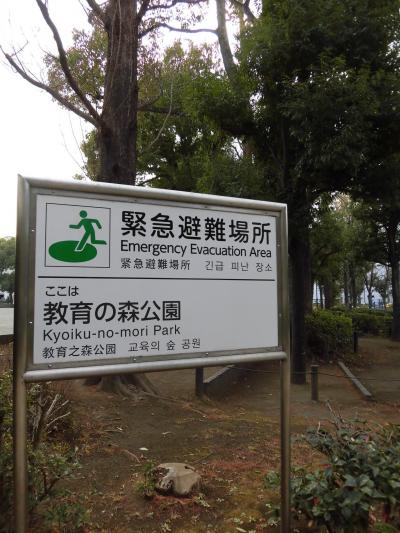 緊急避難場所
Emergency Evacuation Area
緊急避難場所 긴급 피난 장소
ここは
教育の森公園
Kyoiku-no-mori Park
教育之森公园 교육의 숲 공원